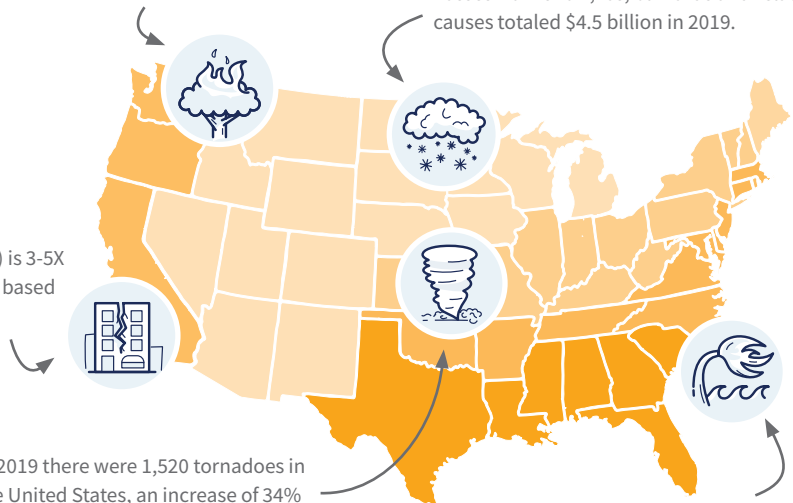 causes totaled $4.5 billion in 2019.
) is 3-5X
based
2019 there were 1,520 tornadoes in
United States, an increase of 34%